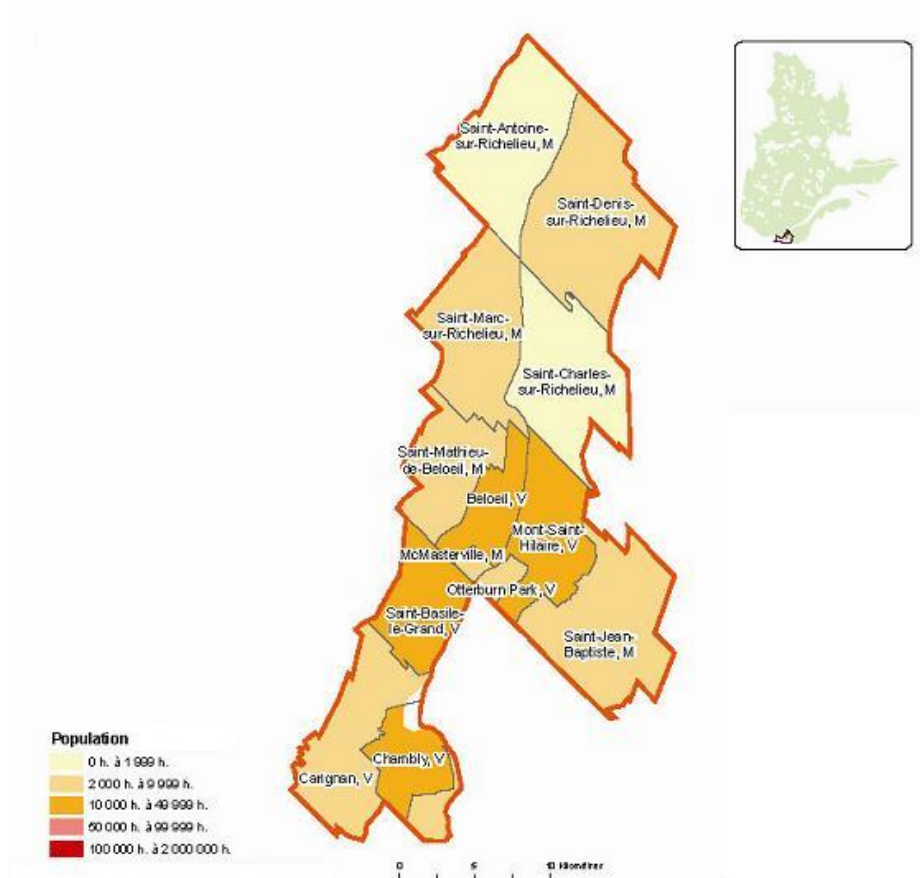 Saint-Antoine-
sur-Richelieu, M
Saint-Denis-
sur-Richelieu, M
Saint-Marc-
sur-Richelieu, M
Saint-Charles-
sur-Richelieu, M
Saint-Mathieu-
de-Beloeil, M
Beloeil, V
Mont-Saint-
Hilaire, V
McMasterville, M
Otterburn Park, V
Saint-Basile-
le-Grand, V
Saint-Jean-
Baptiste, M
Chambly, V
Carignan, V
Population
0 h. à 1 999 h.
2 000 h. à 9 999 h.
10 000 h. à 49 999 h.
50 000 h. à 99 999 h.
100 000 h. à 2 000 000 h.
0 5 10 Kilomètres